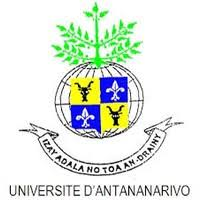 IZAY ADALA NO TOA AN-DRAINY
UNIVERSITE D'ANTANANARIVO